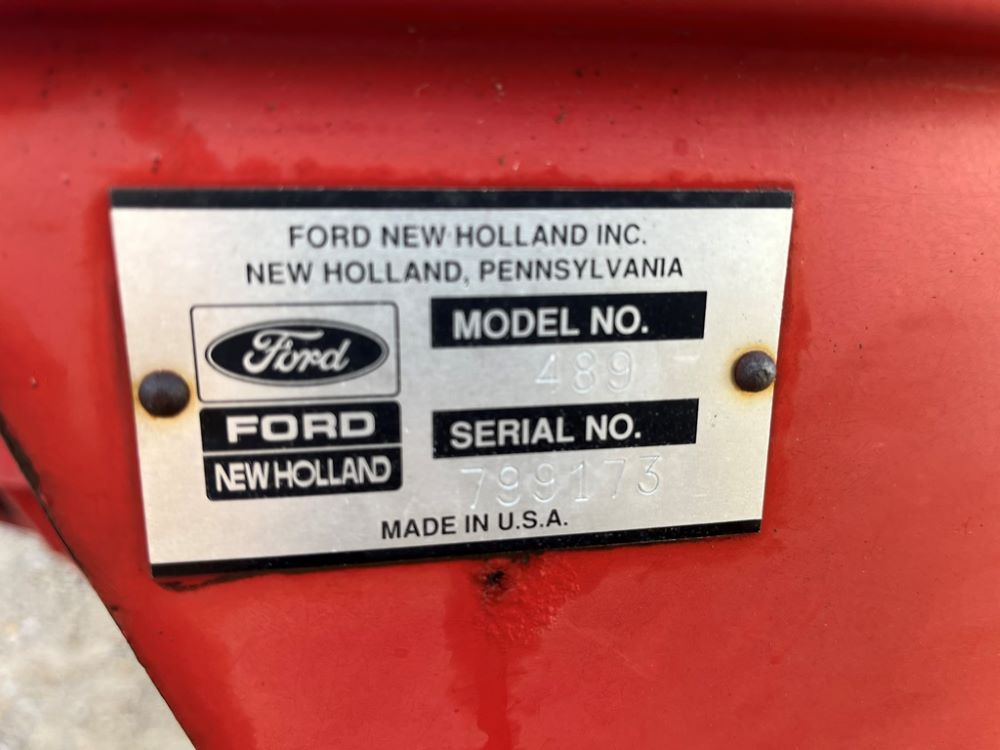 FORD NEW HOLLAND INC.
NEW HOLLAND, PENNSYLVANIA
Ford
FORD
NEW HOLLAND
MODEL NO.
489
SERIAL NO.
799173
MADE IN U.S.A.